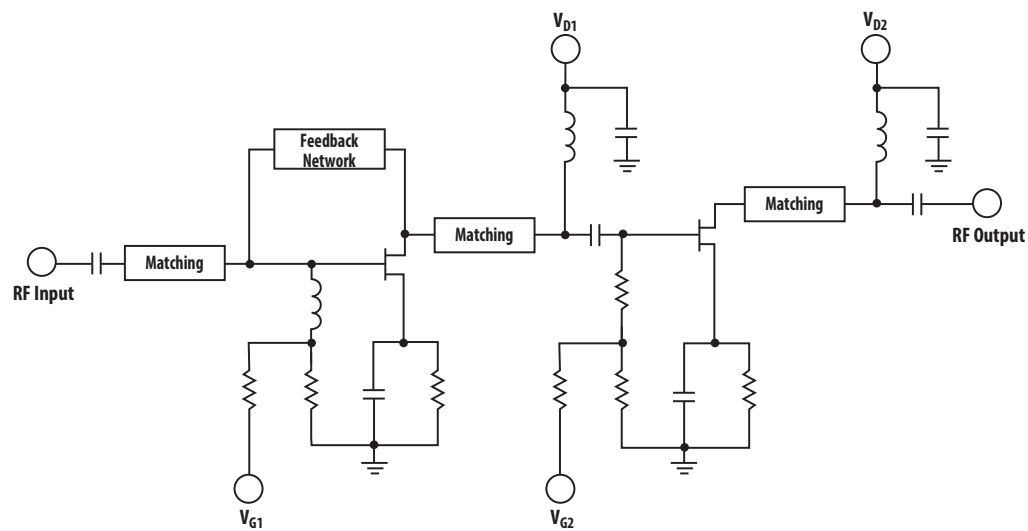 V_D1
V_D2
Feedback
Network
Matching
Matching
RF Output
Matching
RF Input
V_G1
V_G2